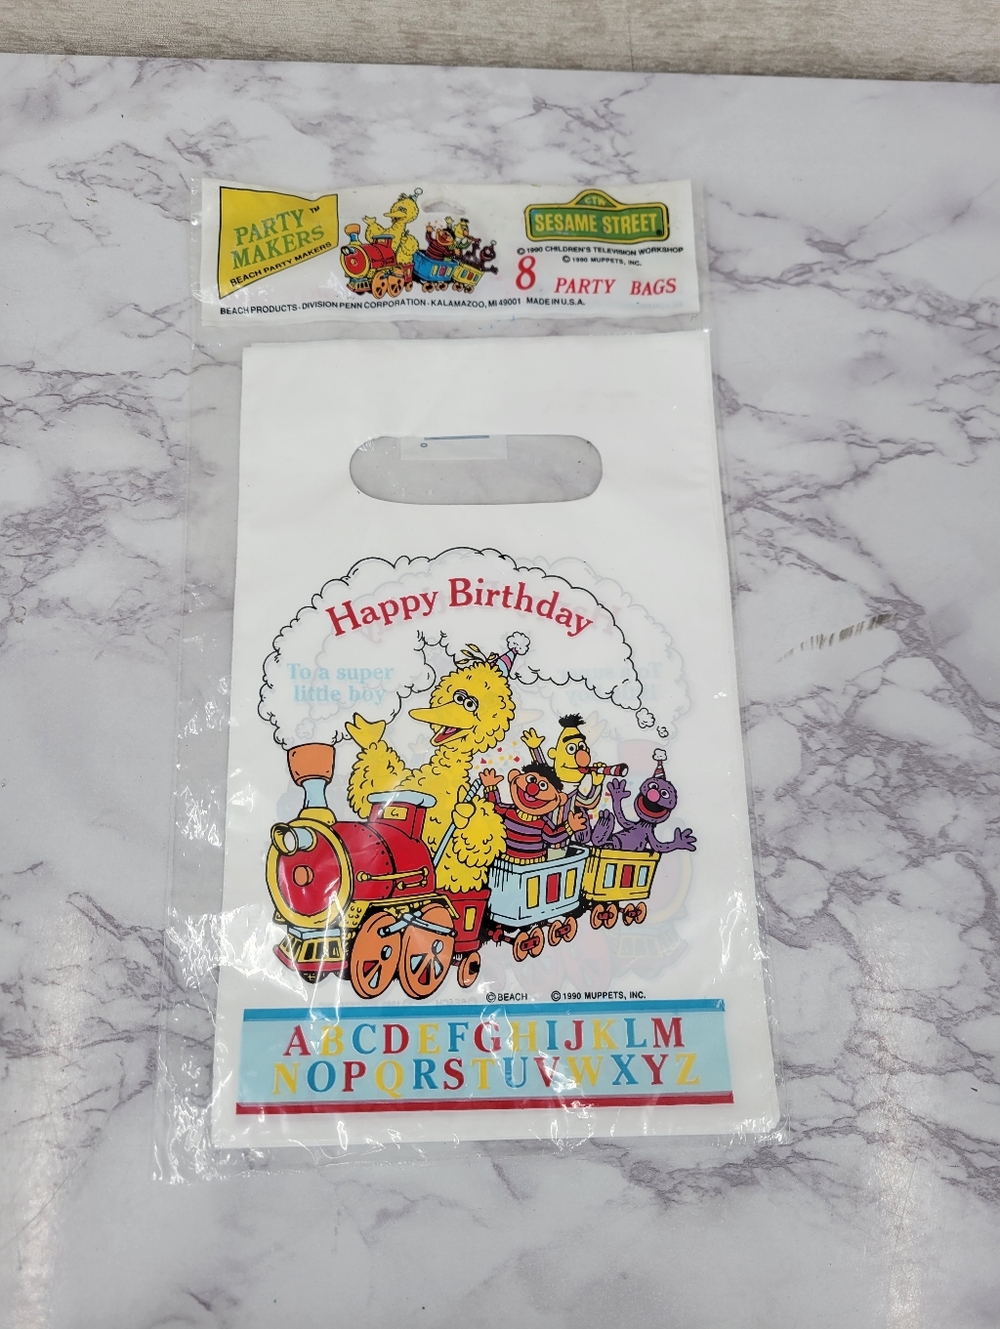 PARTY™
MAKERS
BEACH PARTY MAKERS
CTW
SESAME STREET
© 1990 CHILDREN'S TELEVISION WORKSHOP
© 1990 MUPPETS, INC.
8 PARTY BAGS
BEACH PRODUCTS · DIVISION PENN CORPORATION · KALAMAZOO, MI 49001 MADE IN U.S.A.
Happy Birthday
To a super
little boy
© BEACH © 1990 MUPPETS, INC.
ABCDEFGHIJKLM
NOPQRSTUVWXYZ